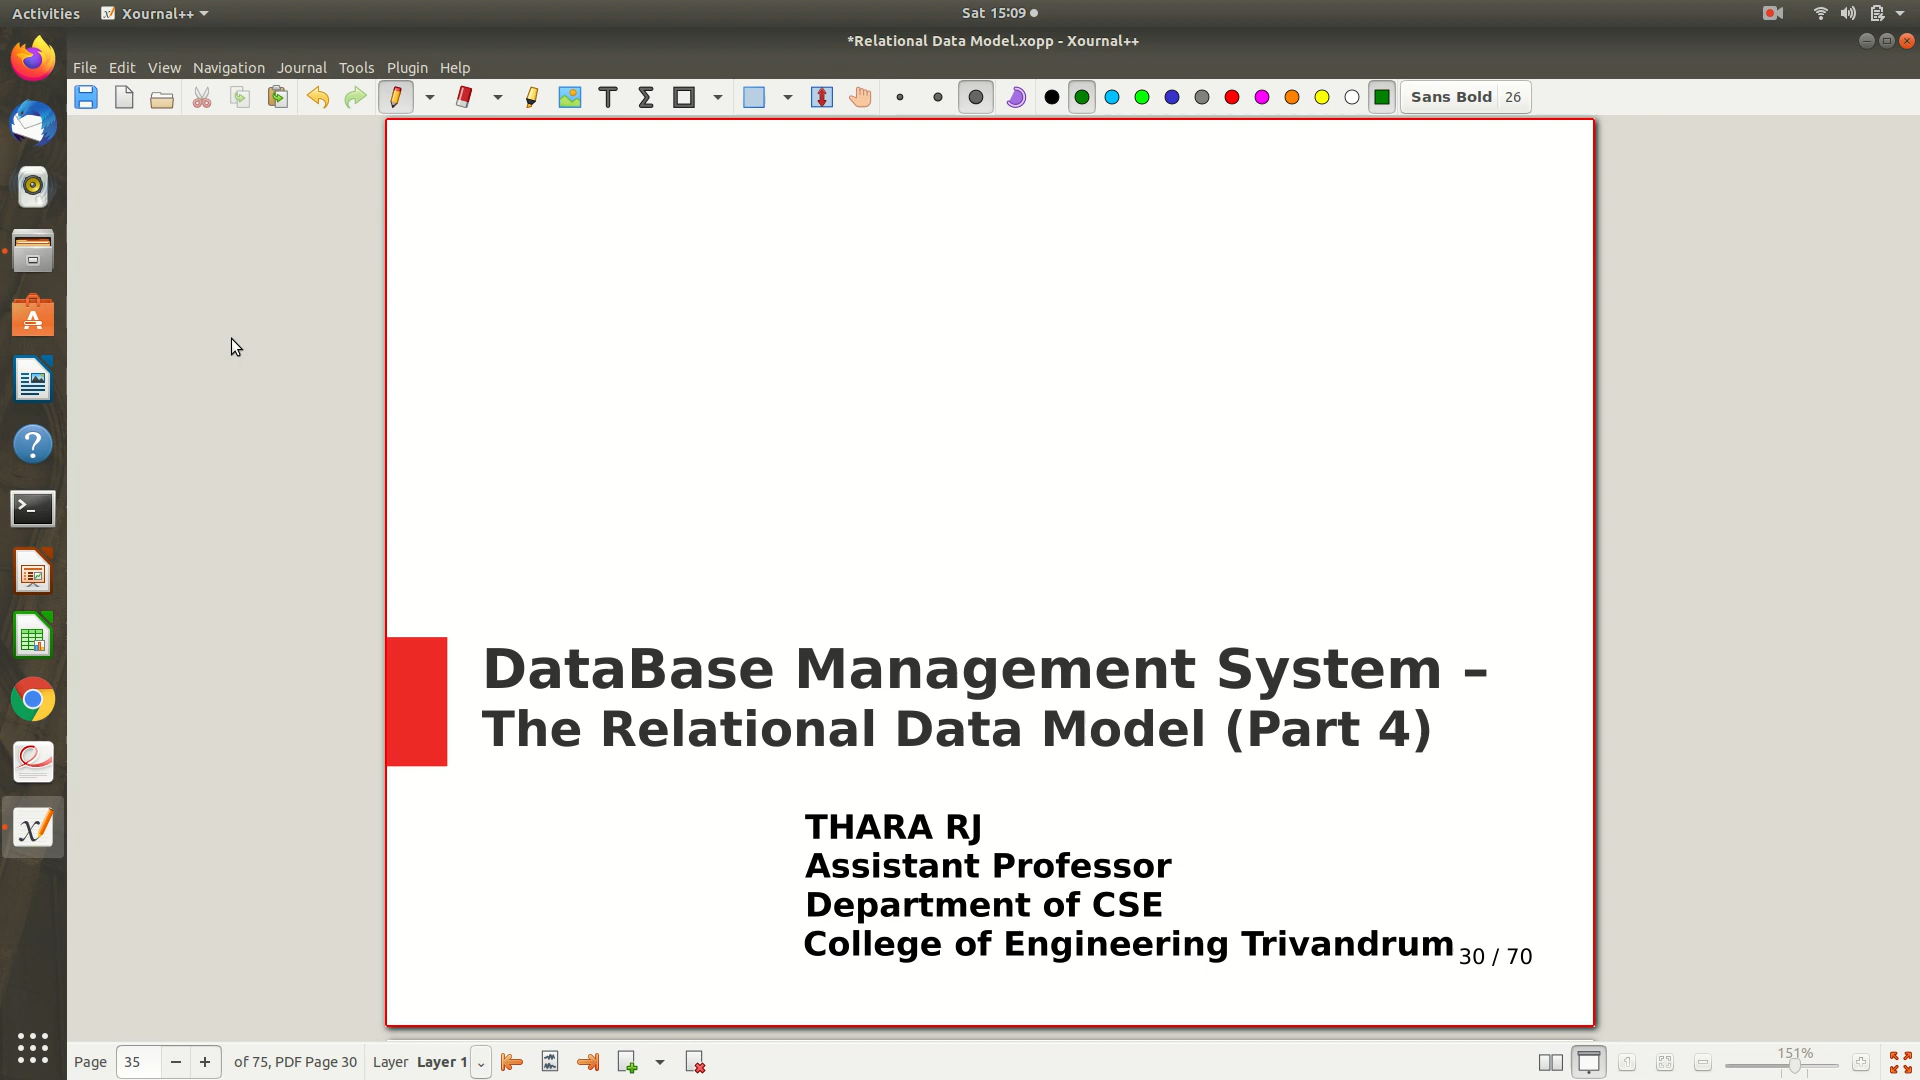 Activities Xournal++ Sat 15:09
*Relational Data Model.xopp - Xournal++
File Edit View Navigation Journal Tools Plugin Help
Sans Bold 26
DataBase Management System –
The Relational Data Model (Part 4)
THARA RJ
Assistant Professor
Department of CSE
College of Engineering Trivandrum
30 / 70
Page 35 − + of 75, PDF Page 30 Layer Layer 1 151%